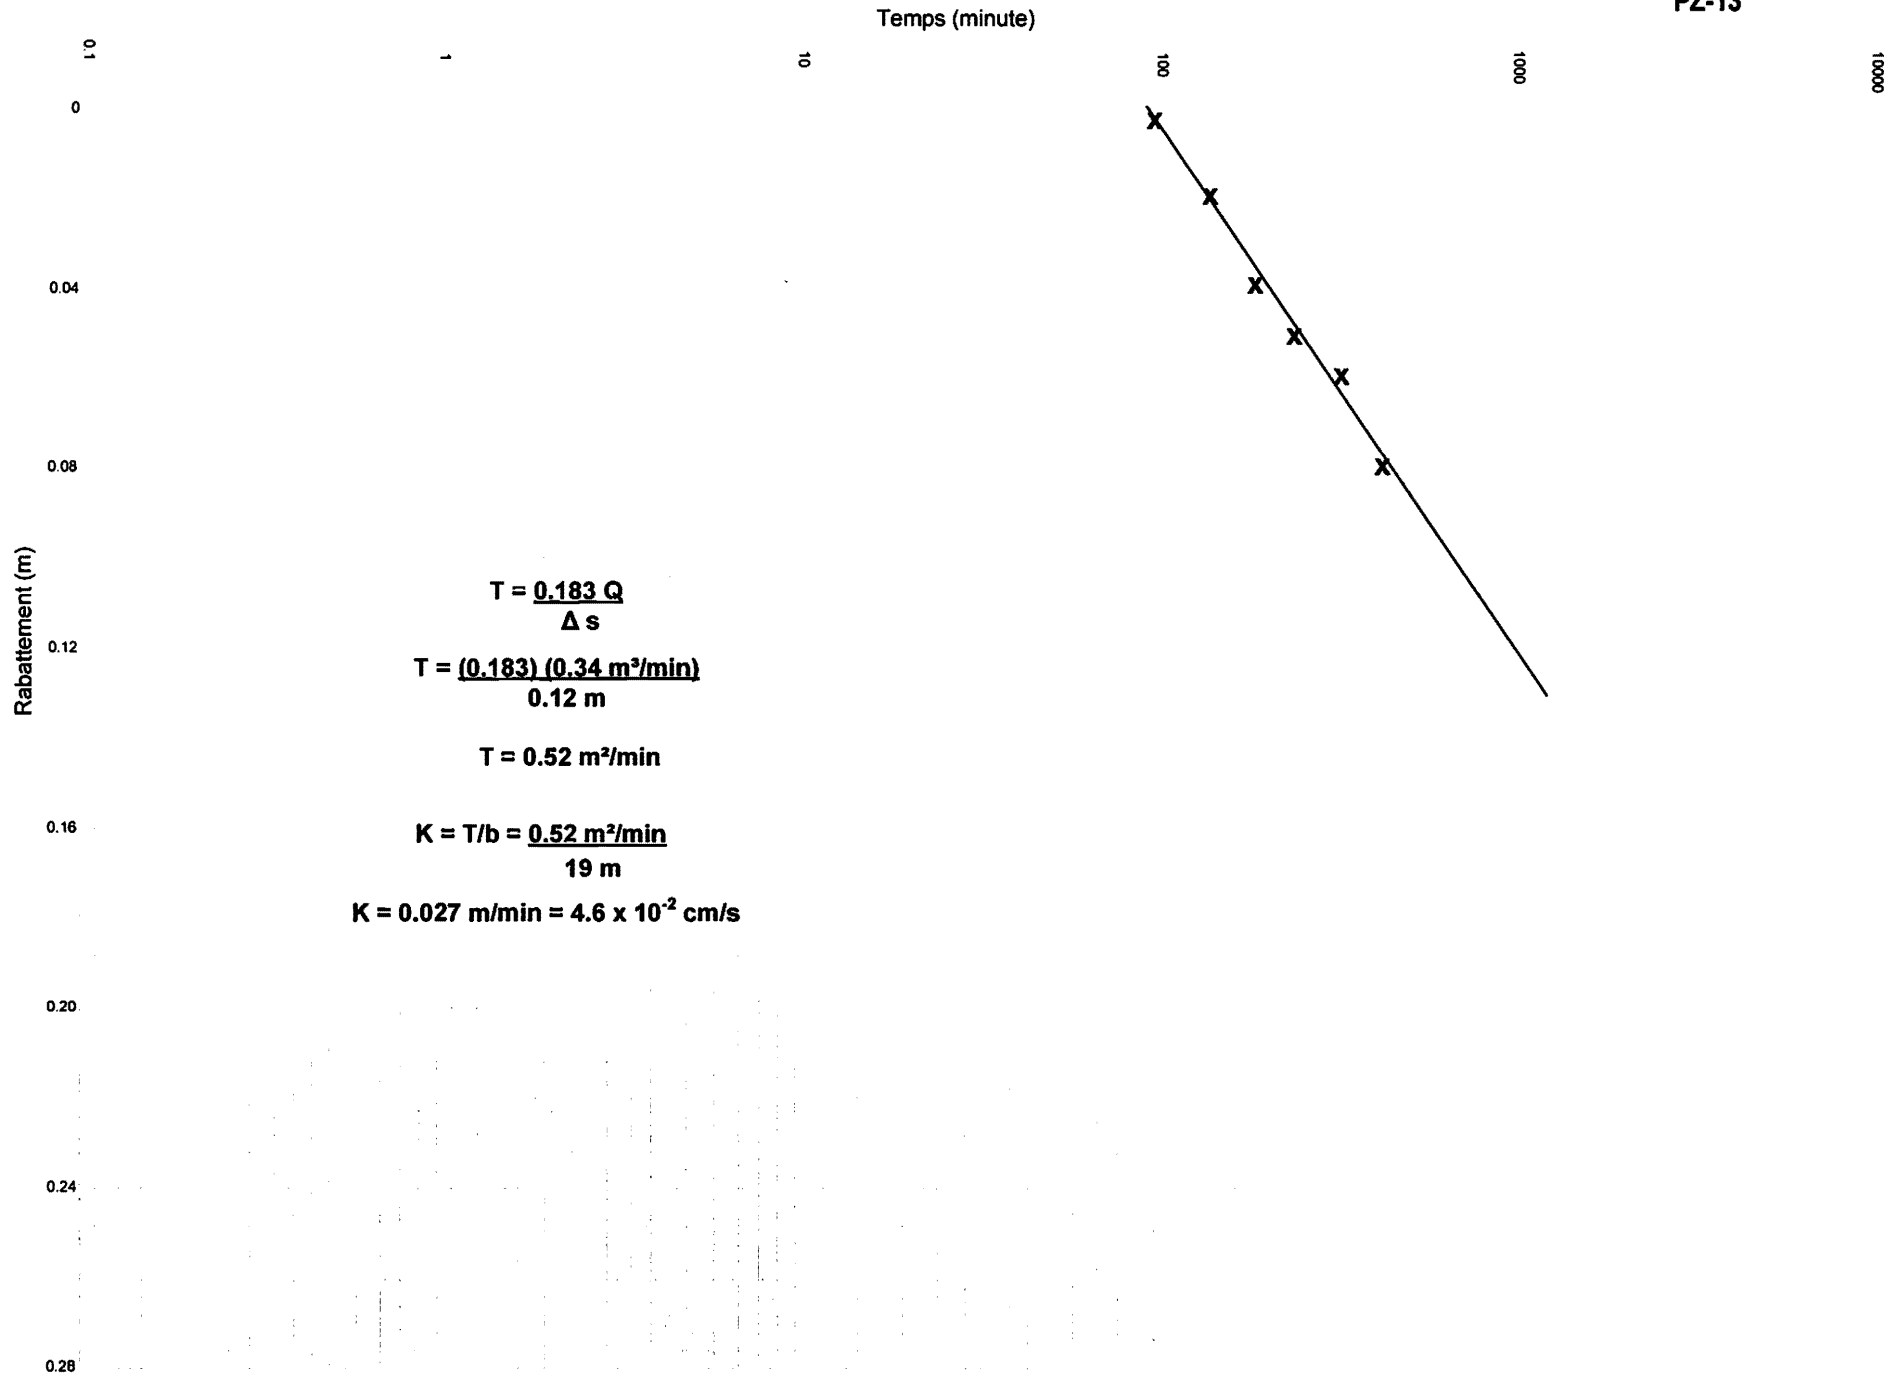 PZ-13
Temps (minute)
0.1
1
10
100
1000
10000
0
0.04
0.08
0.12
0.16
0.20
0.24
0.28
Rabattement (m)
T = 0.183 Q
Δ s
T = (0.183) (0.34 m³/min)
0.12 m
T = 0.52 m²/min
K = T/b = 0.52 m²/min
19 m
K = 0.027 m/min = 4.6 x 10⁻² cm/s